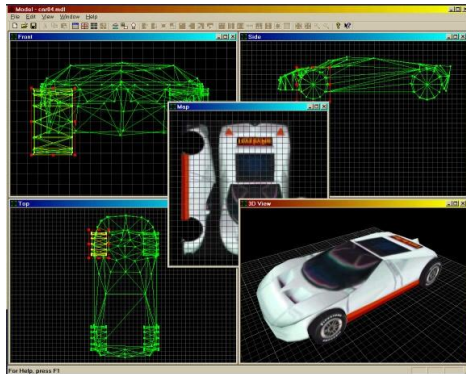 Model - car04.mdl
File Edit View Window Help
Front
Side
Map
Top
3D View
For Help, press F1